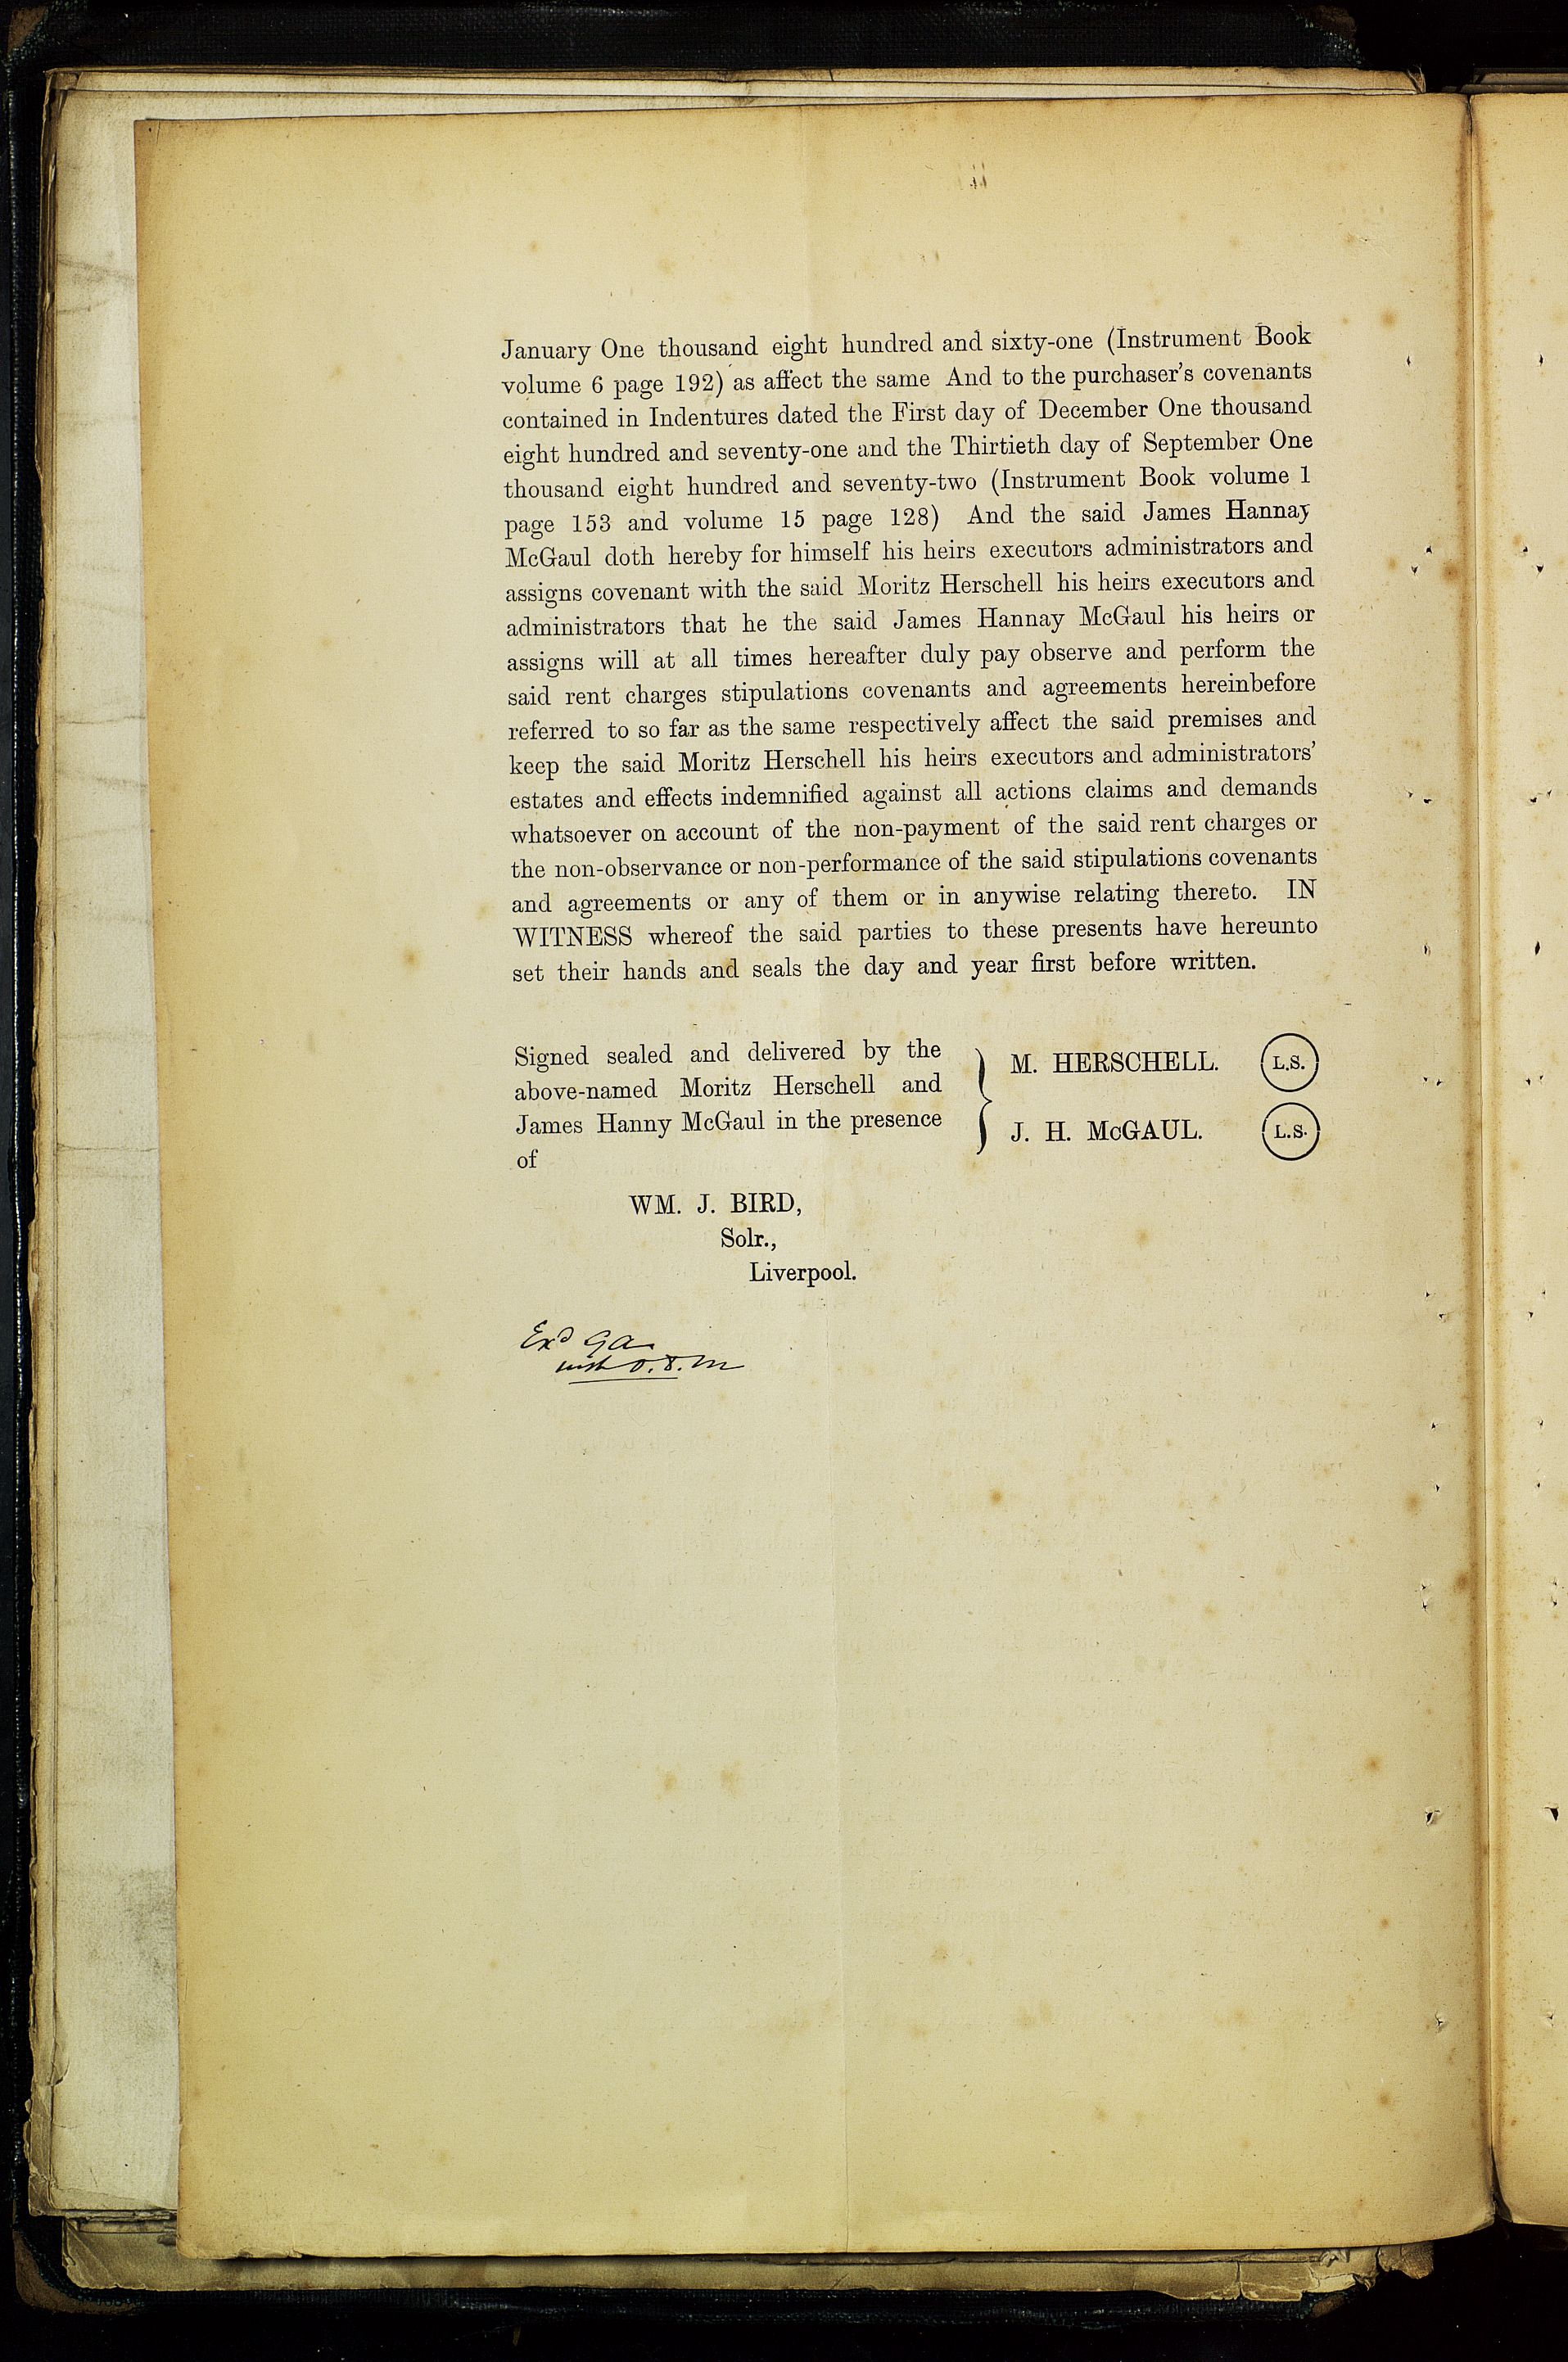 January One thousand eight hundred and sixty-one (Instrument Book
volume 6 page 192) as affect the same And to the purchaser's covenants
contained in Indentures dated the First day of December One thousand
eight hundred and seventy-one and the Thirtieth day of September One
thousand eight hundred and seventy-two (Instrument Book volume 1
page 153 and volume 15 page 128) And the said James Hannay
McGaul doth hereby for himself his heirs executors administrators and
assigns covenant with the said Moritz Herschell his heirs executors and
administrators that he the said James Hannay McGaul his heirs or
assigns will at all times hereafter duly pay observe and perform the
said rent charges stipulations covenants and agreements hereinbefore
referred to so far as the same respectively affect the said premises and
keep the said Moritz Herschell his heirs executors and administrators'
estates and effects indemnified against all actions claims and demands
whatsoever on account of the non-payment of the said rent charges or
the non-observance or non-performance of the said stipulations covenants
and agreements or any of them or in anywise relating thereto. IN
WITNESS whereof the said parties to these presents have hereunto
set their hands and seals the day and year first before written.
Signed sealed and delivered by the
above-named Moritz Herschell and
James Hanny McGaul in the presence
of
M. HERSCHELL. L.S.
J. H. McGAUL. L.S.
WM. J. BIRD,
Solr.,
Liverpool.
Exd
with